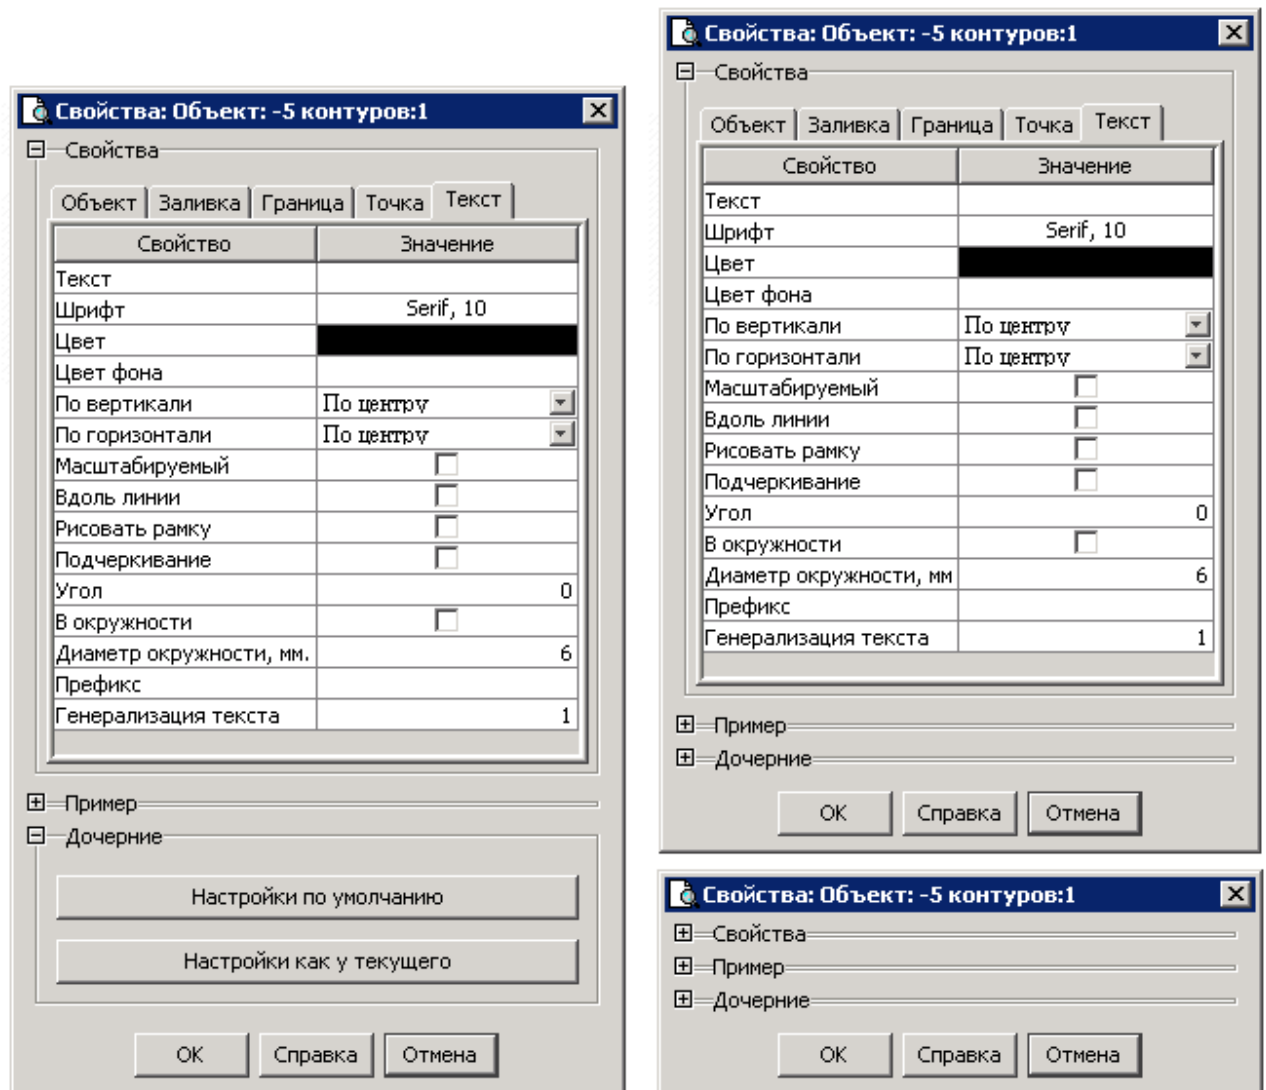 Свойства: Объект: -5 контуров:1
Свойства
Объект Заливка Граница Точка Текст
Свойство Значение
Текст
Шрифт Serif, 10
Цвет
Цвет фона
По вертикали По центру
По горизонтали По центру
Масштабируемый
Вдоль линии
Рисовать рамку
Подчеркивание
Угол 0
В окружности
Диаметр окружности, мм. 6
Префикс
Генерализация текста 1
Пример
Дочерние
Настройки по умолчанию
Настройки как у текущего
ОК Справка Отмена
Свойства: Объект: -5 контуров:1
Свойства
Объект Заливка Граница Точка Текст
Свойство Значение
Текст
Шрифт Serif, 10
Цвет
Цвет фона
По вертикали По центру
По горизонтали По центру
Масштабируемый
Вдоль линии
Рисовать рамку
Подчеркивание
Угол 0
В окружности
Диаметр окружности, мм 6
Префикс
Генерализация текста 1
Пример
Дочерние
ОК Справка Отмена
Свойства: Объект: -5 контуров:1
Свойства
Пример
Дочерние
ОК Справка Отмена